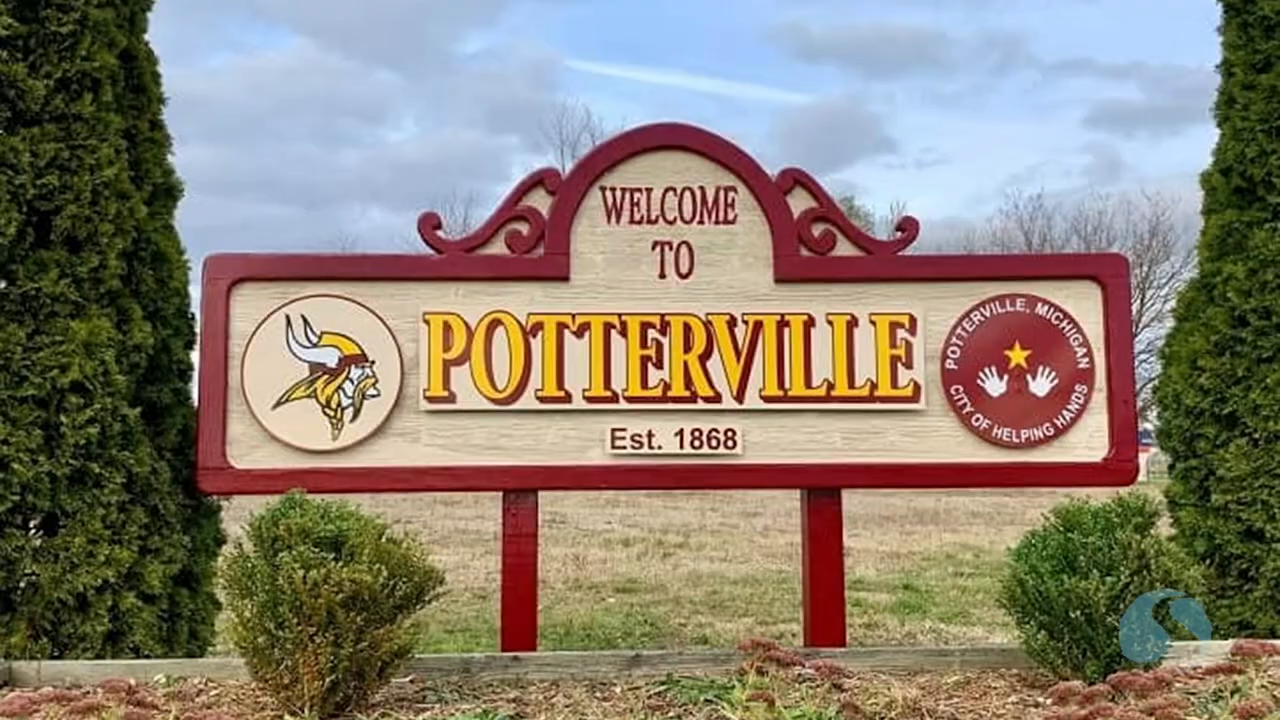 WELCOME
TO
POTTERVILLE
Est. 1868
POTTERVILLE, MICHIGAN
CITY OF HELPING HANDS